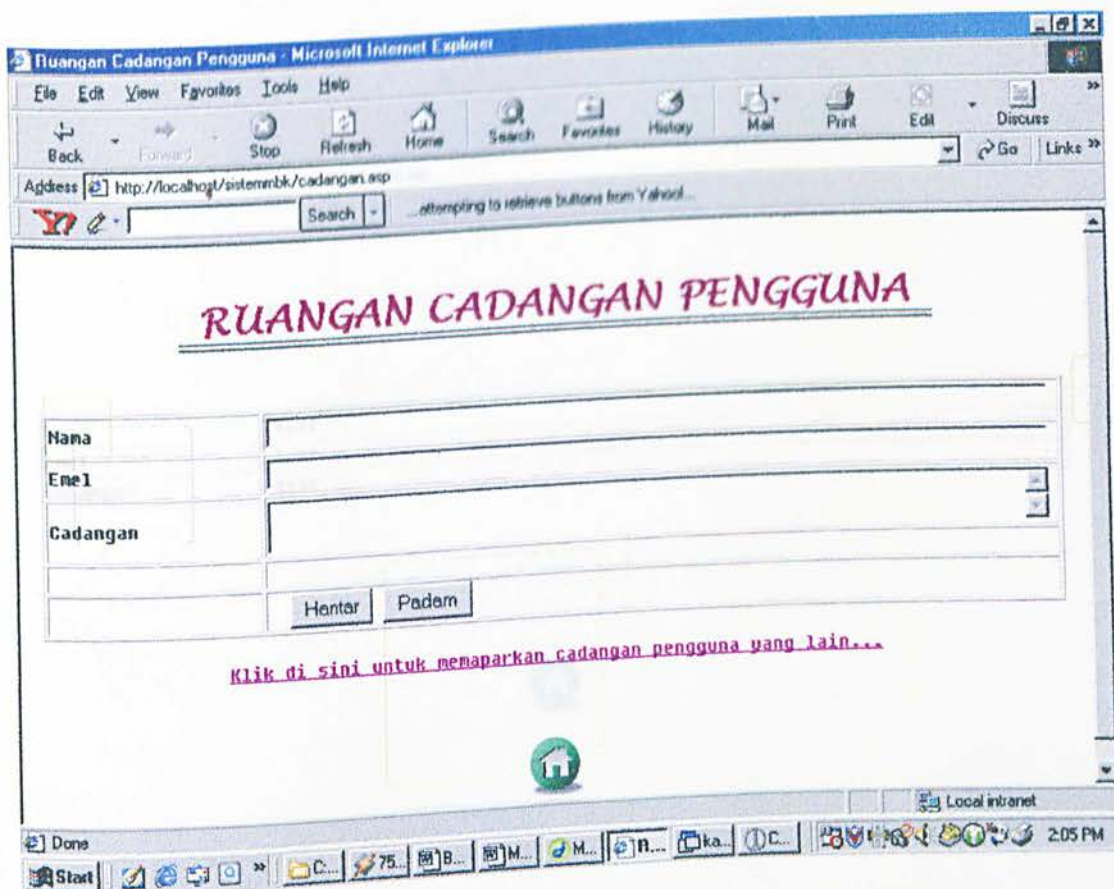 Ruangan Cadangan Pengguna - Microsoft Internet Explorer
File Edit View Favorites Tools Help
Back Forward Stop Refresh Home Search Favorites History Mail Print Edit Discuss
Address http://localhost/sistemmbk/cadangan.asp Go Links
Y! Search ...attempting to retrieve buttons from Yahoo!...
RUANGAN CADANGAN PENGGUNA
Nama
Emel
Cadangan
Hantar Padam
Klik di sini untuk memaparkan cadangan pengguna yang lain...
Done Local intranet
Start C:... 75... B... M... M... R... ka... C... 2:05 PM